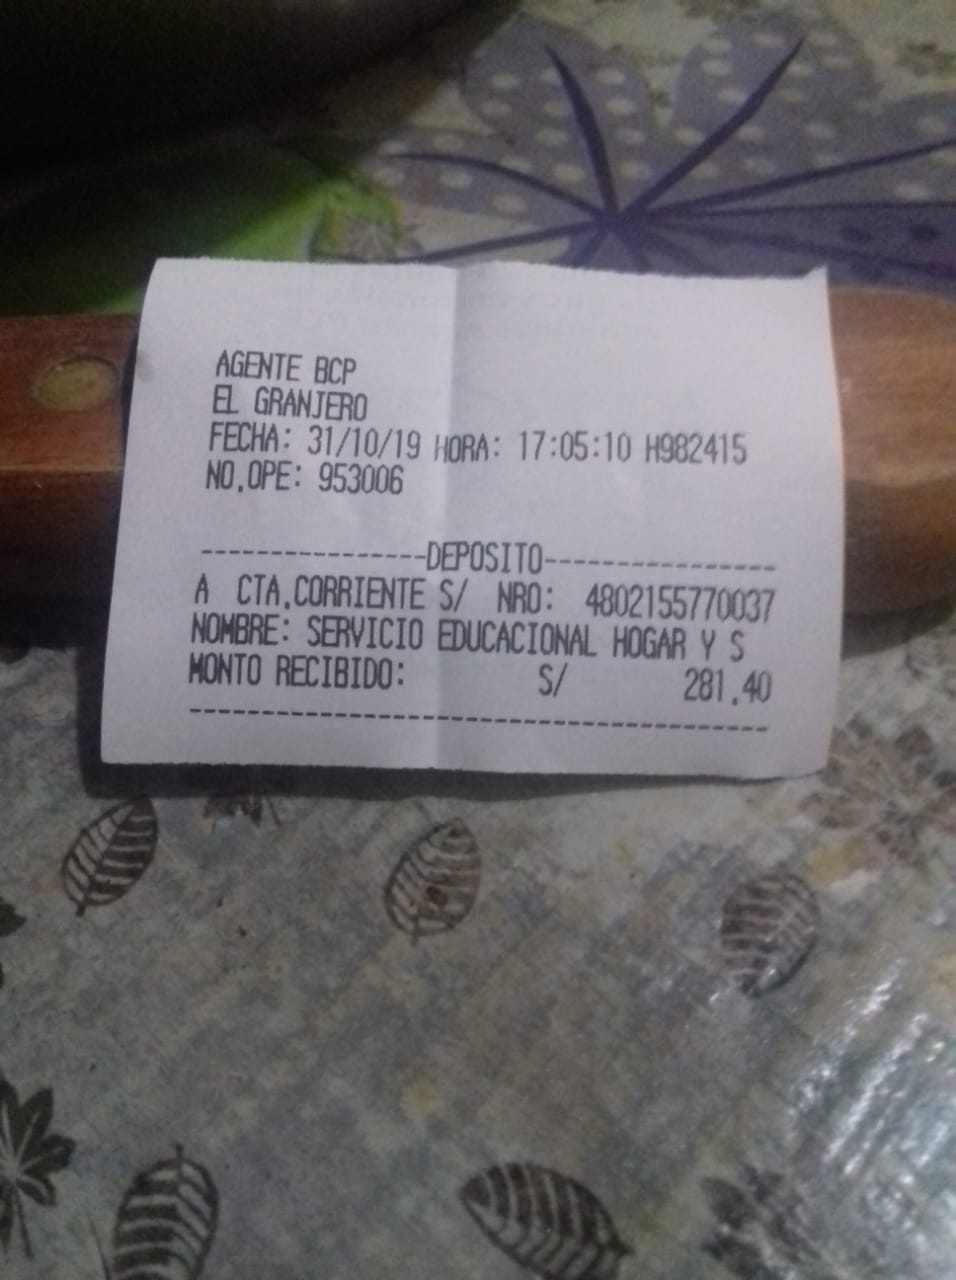 AGENTE BCP
EL GRANJERO
FECHA: 31/10/19 HORA: 17:05:10 H982415
NO.OPE: 953006
----------------DEPOSITO----------------
A CTA.CORRIENTE S/ NRO: 4802155770037
NOMBRE: SERVICIO EDUCACIONAL HOGAR Y S
MONTO RECIBIDO: S/ 281.40
----------------------------------------